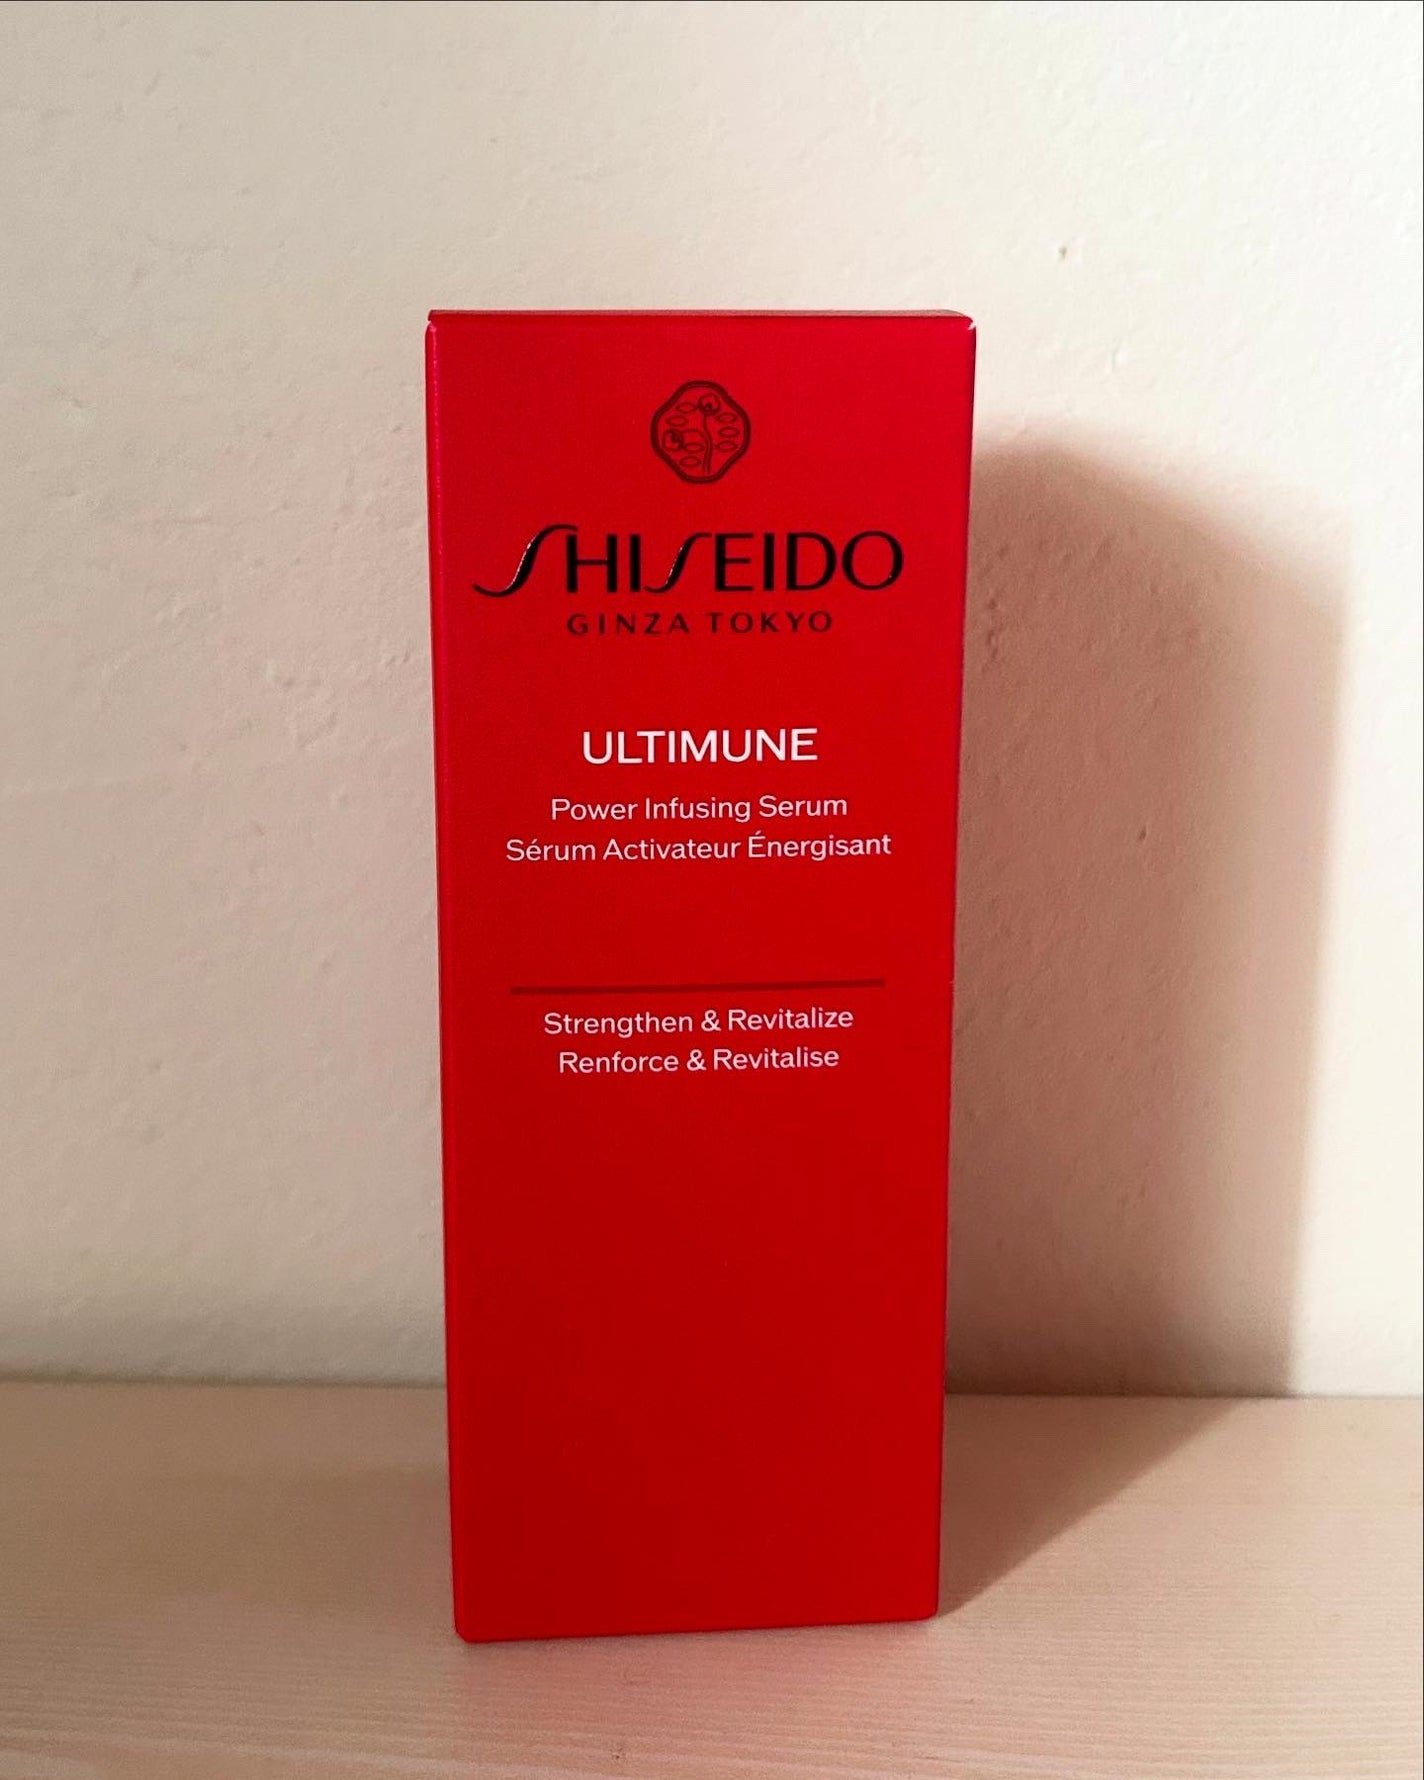 SHISEIDO
GINZA TOKYO
ULTIMUNE
Power Infusing Serum
Sérum Activateur Énergisant
Strengthen & Revitalize
Renforce & Revitalise